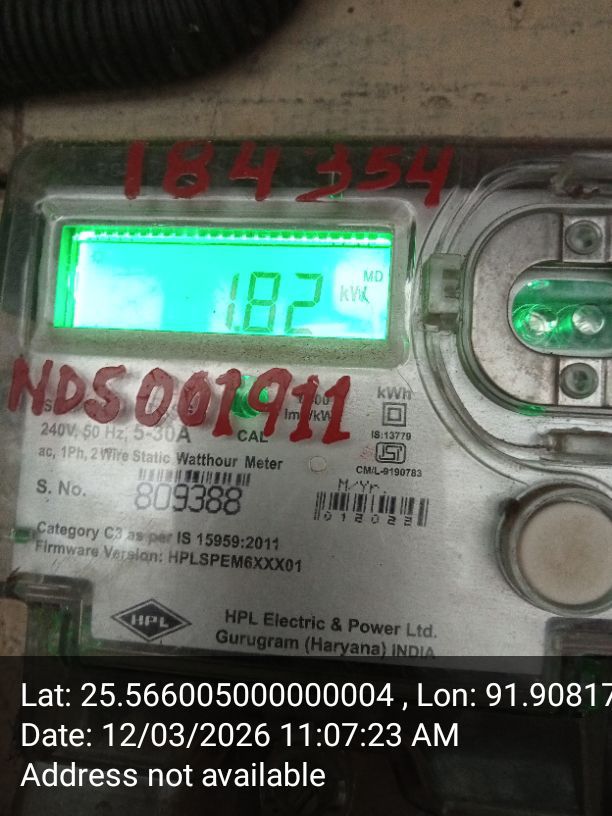 184354
1.82 kW MD
NDS001911
kWh
240V, 50 Hz, 5-30A
CAL
IS:13779
ac, 1Ph, 2 Wire Static Watthour Meter
CM/L-9190783
S. No.
809388
M/Yr.
012023
Category C3 as per IS 15959:2011
Firmware Version: HPLSPEM6XXX01
HPL
HPL Electric & Power Ltd.
Gurugram (Haryana) INDIA
Lat: 25.566005000000004 , Lon: 91.90817
Date: 12/03/2026 11:07:23 AM
Address not available